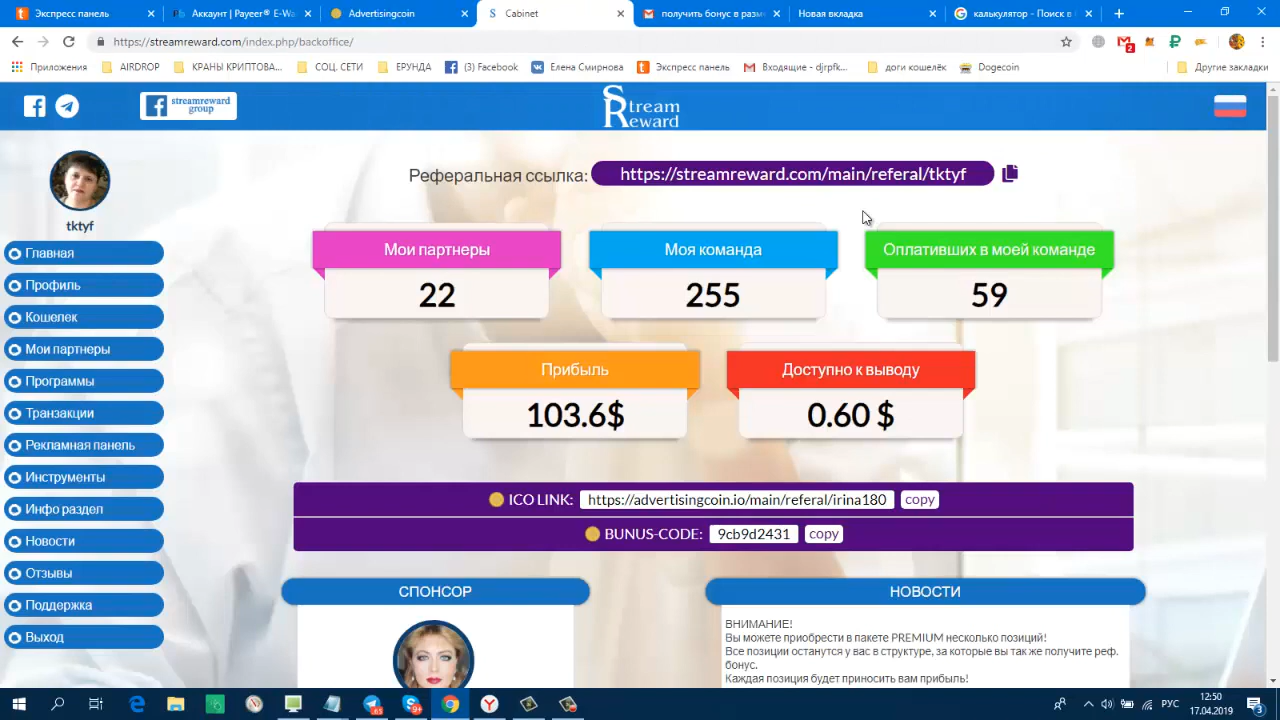 Экспресс панель
Аккаунт | Payeer® E-Wa
Advertisingcoin
Cabinet
получить бонус в разм
Новая вкладка
калькулятор - Поиск в
https://streamreward.com/index.php/backoffice/
2
Приложения
AIRDROP
КРАНЫ КРИПТОВА...
СОЦ. СЕТИ
ЕРУНДА
(3) Facebook
Елена Смирнова
Экспресс панель
Входящие - djrpfk...
доги кошелёк
Dogecoin
Другие закладки
streamreward
group
Stream
Reward
Реферальная ссылка:
https://streamreward.com/main/referal/tktyf
tktyf
Главная
Профиль
Кошелек
Мои партнеры
Программы
Транзакции
Рекламная панель
Инструменты
Инфо раздел
Новости
Отзывы
Поддержка
Выход
Мои партнеры
22
Моя команда
255
Оплативших в моей команде
59
Прибыль
103.6$
Доступно к выводу
0.60 $
ICO LINK: https://advertisingcoin.io/main/referal/irina180 copy
BUNUS-CODE: 9cb9d2431 copy
СПОНСОР
НОВОСТИ
ВНИМАНИЕ!
Вы можете приобрести в пакете PREMIUM несколько позиций!
Все позиции останутся у вас в структуре, за которые вы так же получите реф.
бонус.
Каждая позиция будет приносить вам прибыль!
РУС
12:50
17.04.2019
3